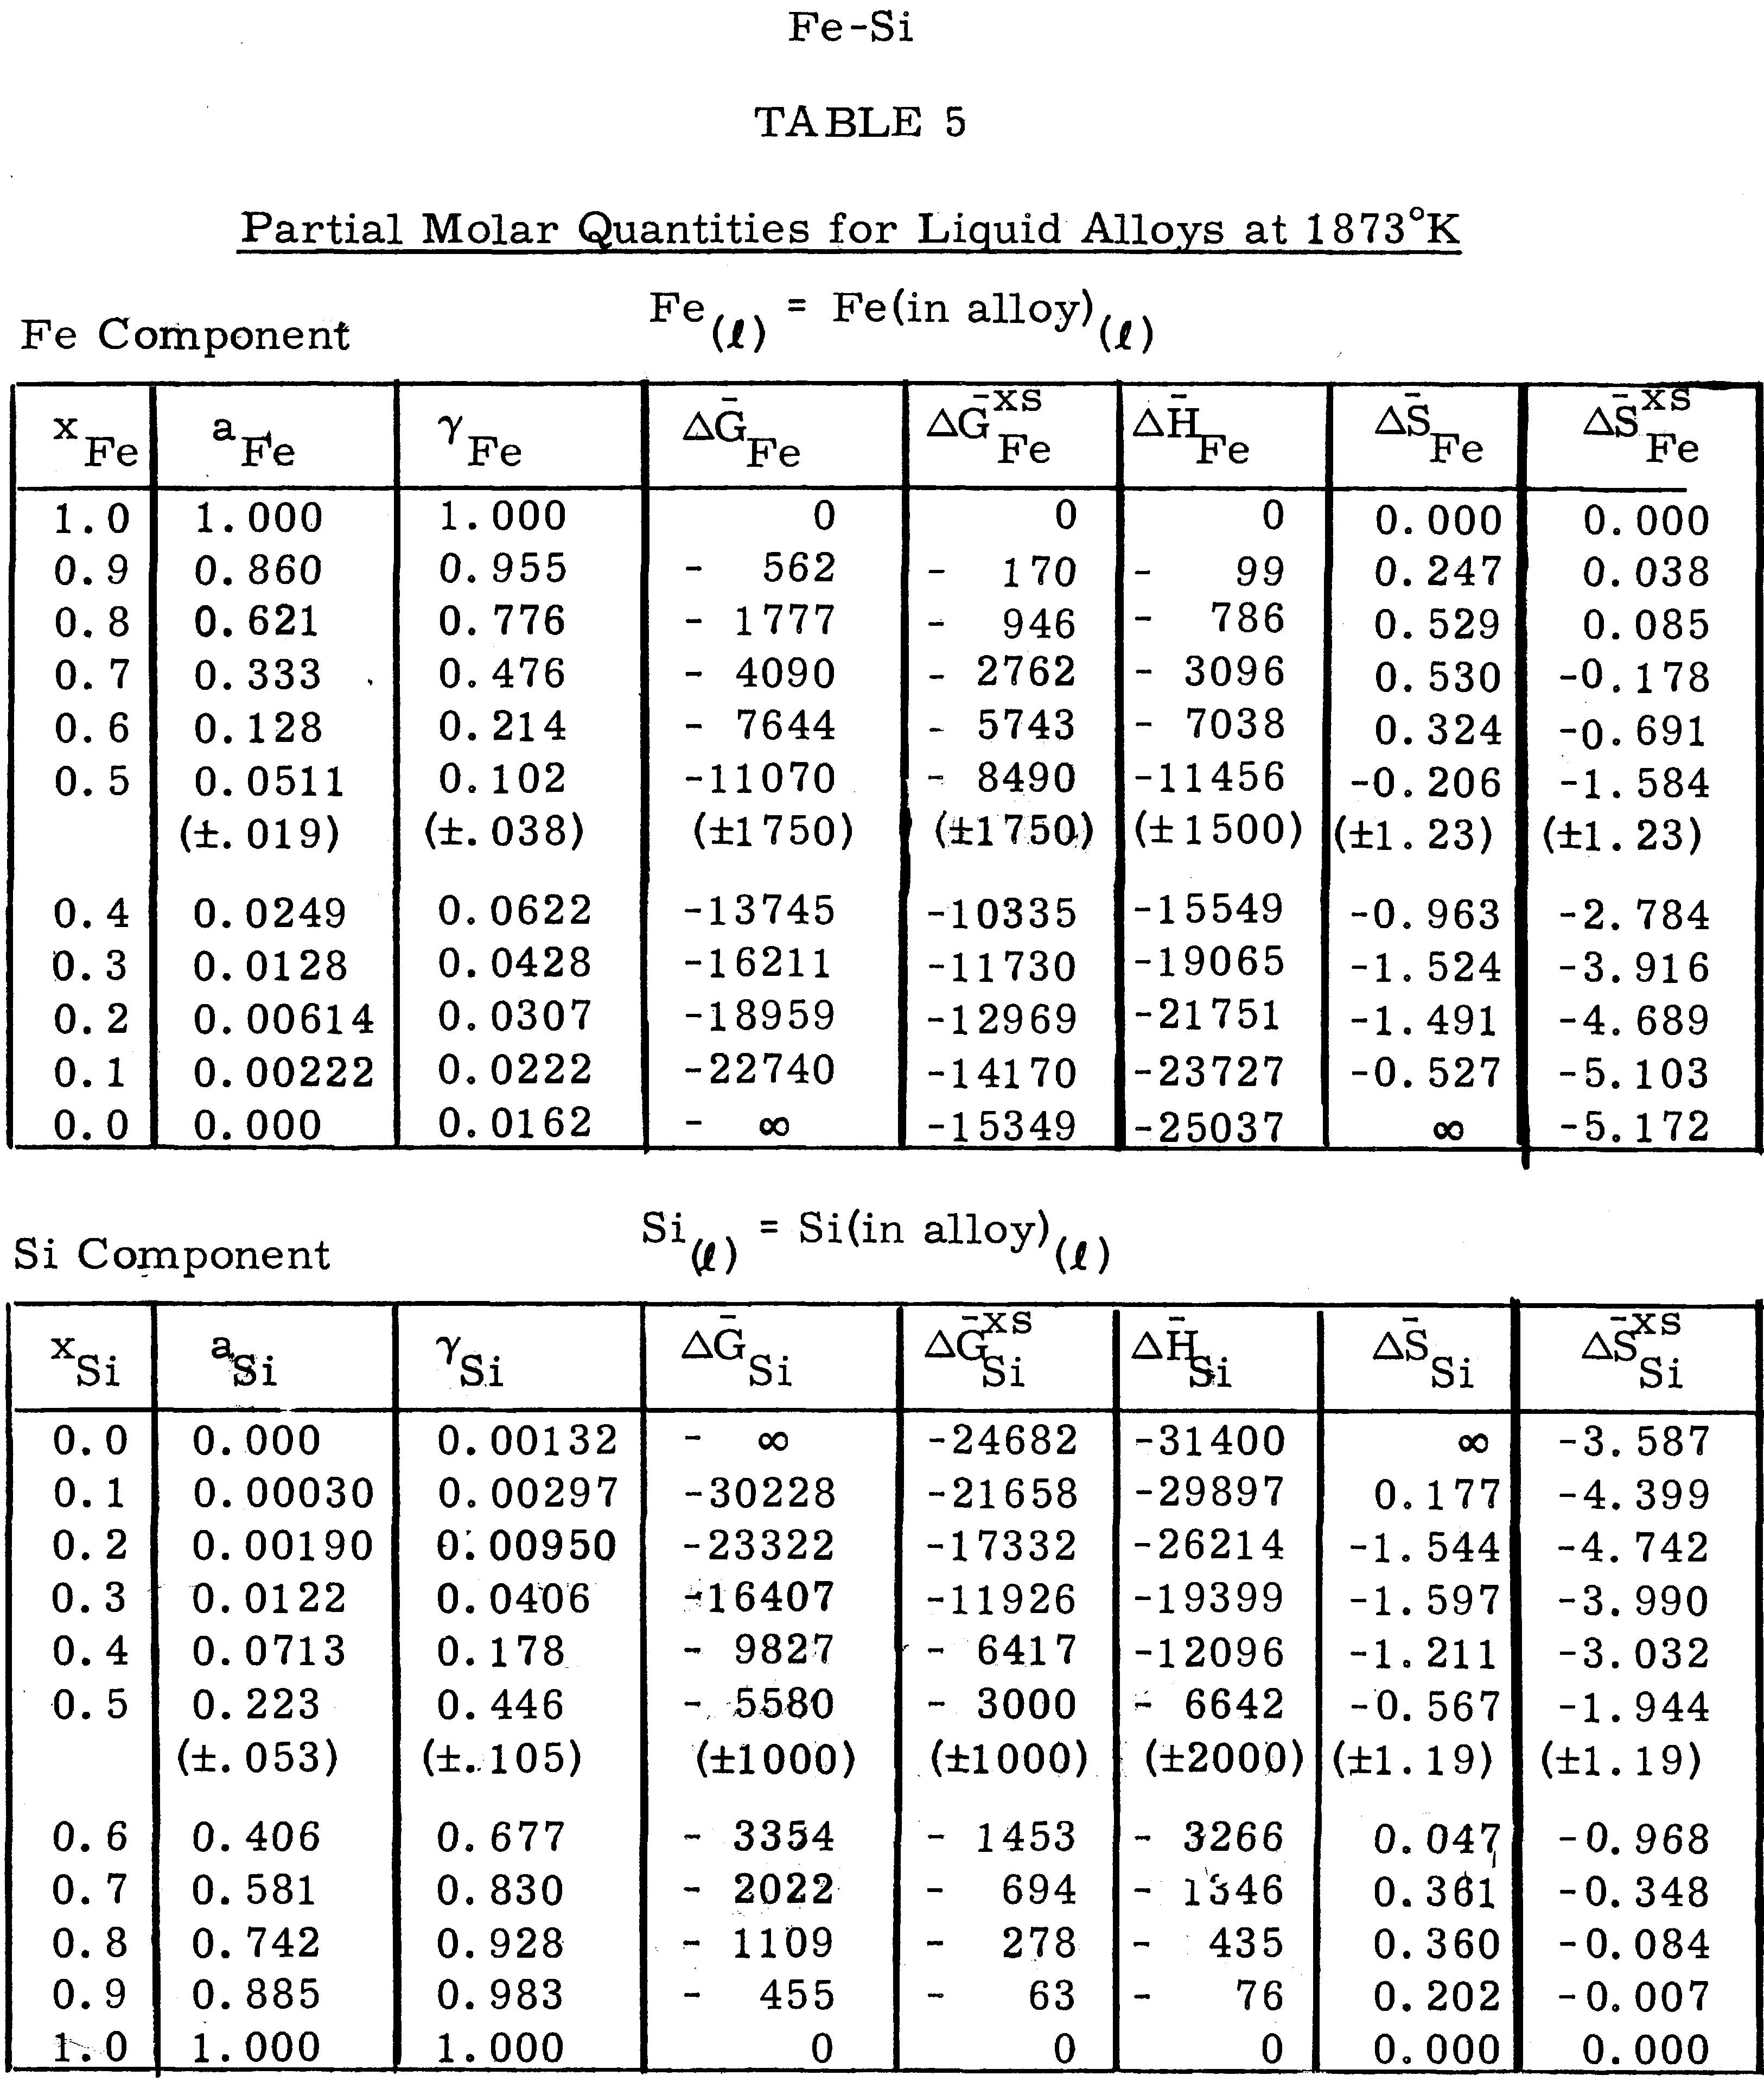 Fe-Si
TABLE 5
Partial Molar Quantities for Liquid Alloys at 1873°K
Fe Component Fe(ℓ) = Fe(in alloy)(ℓ)
xFe aFe γFe ΔḠFe ΔḠxsFe ΔH̄Fe ΔS̄Fe ΔS̄xsFe
1.0 1.000 1.000 0 0 0 0.000 0.000
0.9 0.860 0.955 - 562 - 170 - 99 0.247 0.038
0.8 0.621 0.776 - 1777 - 946 - 786 0.529 0.085
0.7 0.333 0.476 - 4090 - 2762 - 3096 0.530 -0.178
0.6 0.128 0.214 - 7644 - 5743 - 7038 0.324 -0.691
0.5 0.0511 0.102 -11070 - 8490 -11456 -0.206 -1.584
(±.019) (±.038) (±1750) (±1750) (±1500) (±1.23) (±1.23)
0.4 0.0249 0.0622 -13745 -10335 -15549 -0.963 -2.784
0.3 0.0128 0.0428 -16211 -11730 -19065 -1.524 -3.916
0.2 0.00614 0.0307 -18959 -12969 -21751 -1.491 -4.689
0.1 0.00222 0.0222 -22740 -14170 -23727 -0.527 -5.103
0.0 0.000 0.0162 - ∞ -15349 -25037 ∞ -5.172
Si Component Si(ℓ) = Si(in alloy)(ℓ)
xSi aSi γSi ΔḠSi ΔḠxsSi ΔH̄Si ΔS̄Si ΔS̄xsSi
0.0 0.000 0.00132 - ∞ -24682 -31400 ∞ -3.587
0.1 0.00030 0.00297 -30228 -21658 -29897 0.177 -4.399
0.2 0.00190 0.00950 -23322 -17332 -26214 -1.544 -4.742
0.3 0.0122 0.0406 -16407 -11926 -19399 -1.597 -3.990
0.4 0.0713 0.178 - 9827 - 6417 -12096 -1.211 -3.032
0.5 0.223 0.446 - 5580 - 3000 - 6642 -0.567 -1.944
(±.053) (±.105) (±1000) (±1000) (±2000) (±1.19) (±1.19)
0.6 0.406 0.677 - 3354 - 1453 - 3266 0.047 -0.968
0.7 0.581 0.830 - 2022 - 694 - 1346 0.361 -0.348
0.8 0.742 0.928 - 1109 - 278 - 435 0.360 -0.084
0.9 0.885 0.983 - 455 - 63 - 76 0.202 -0.007
1.0 1.000 1.000 0 0 0 0.000 0.000